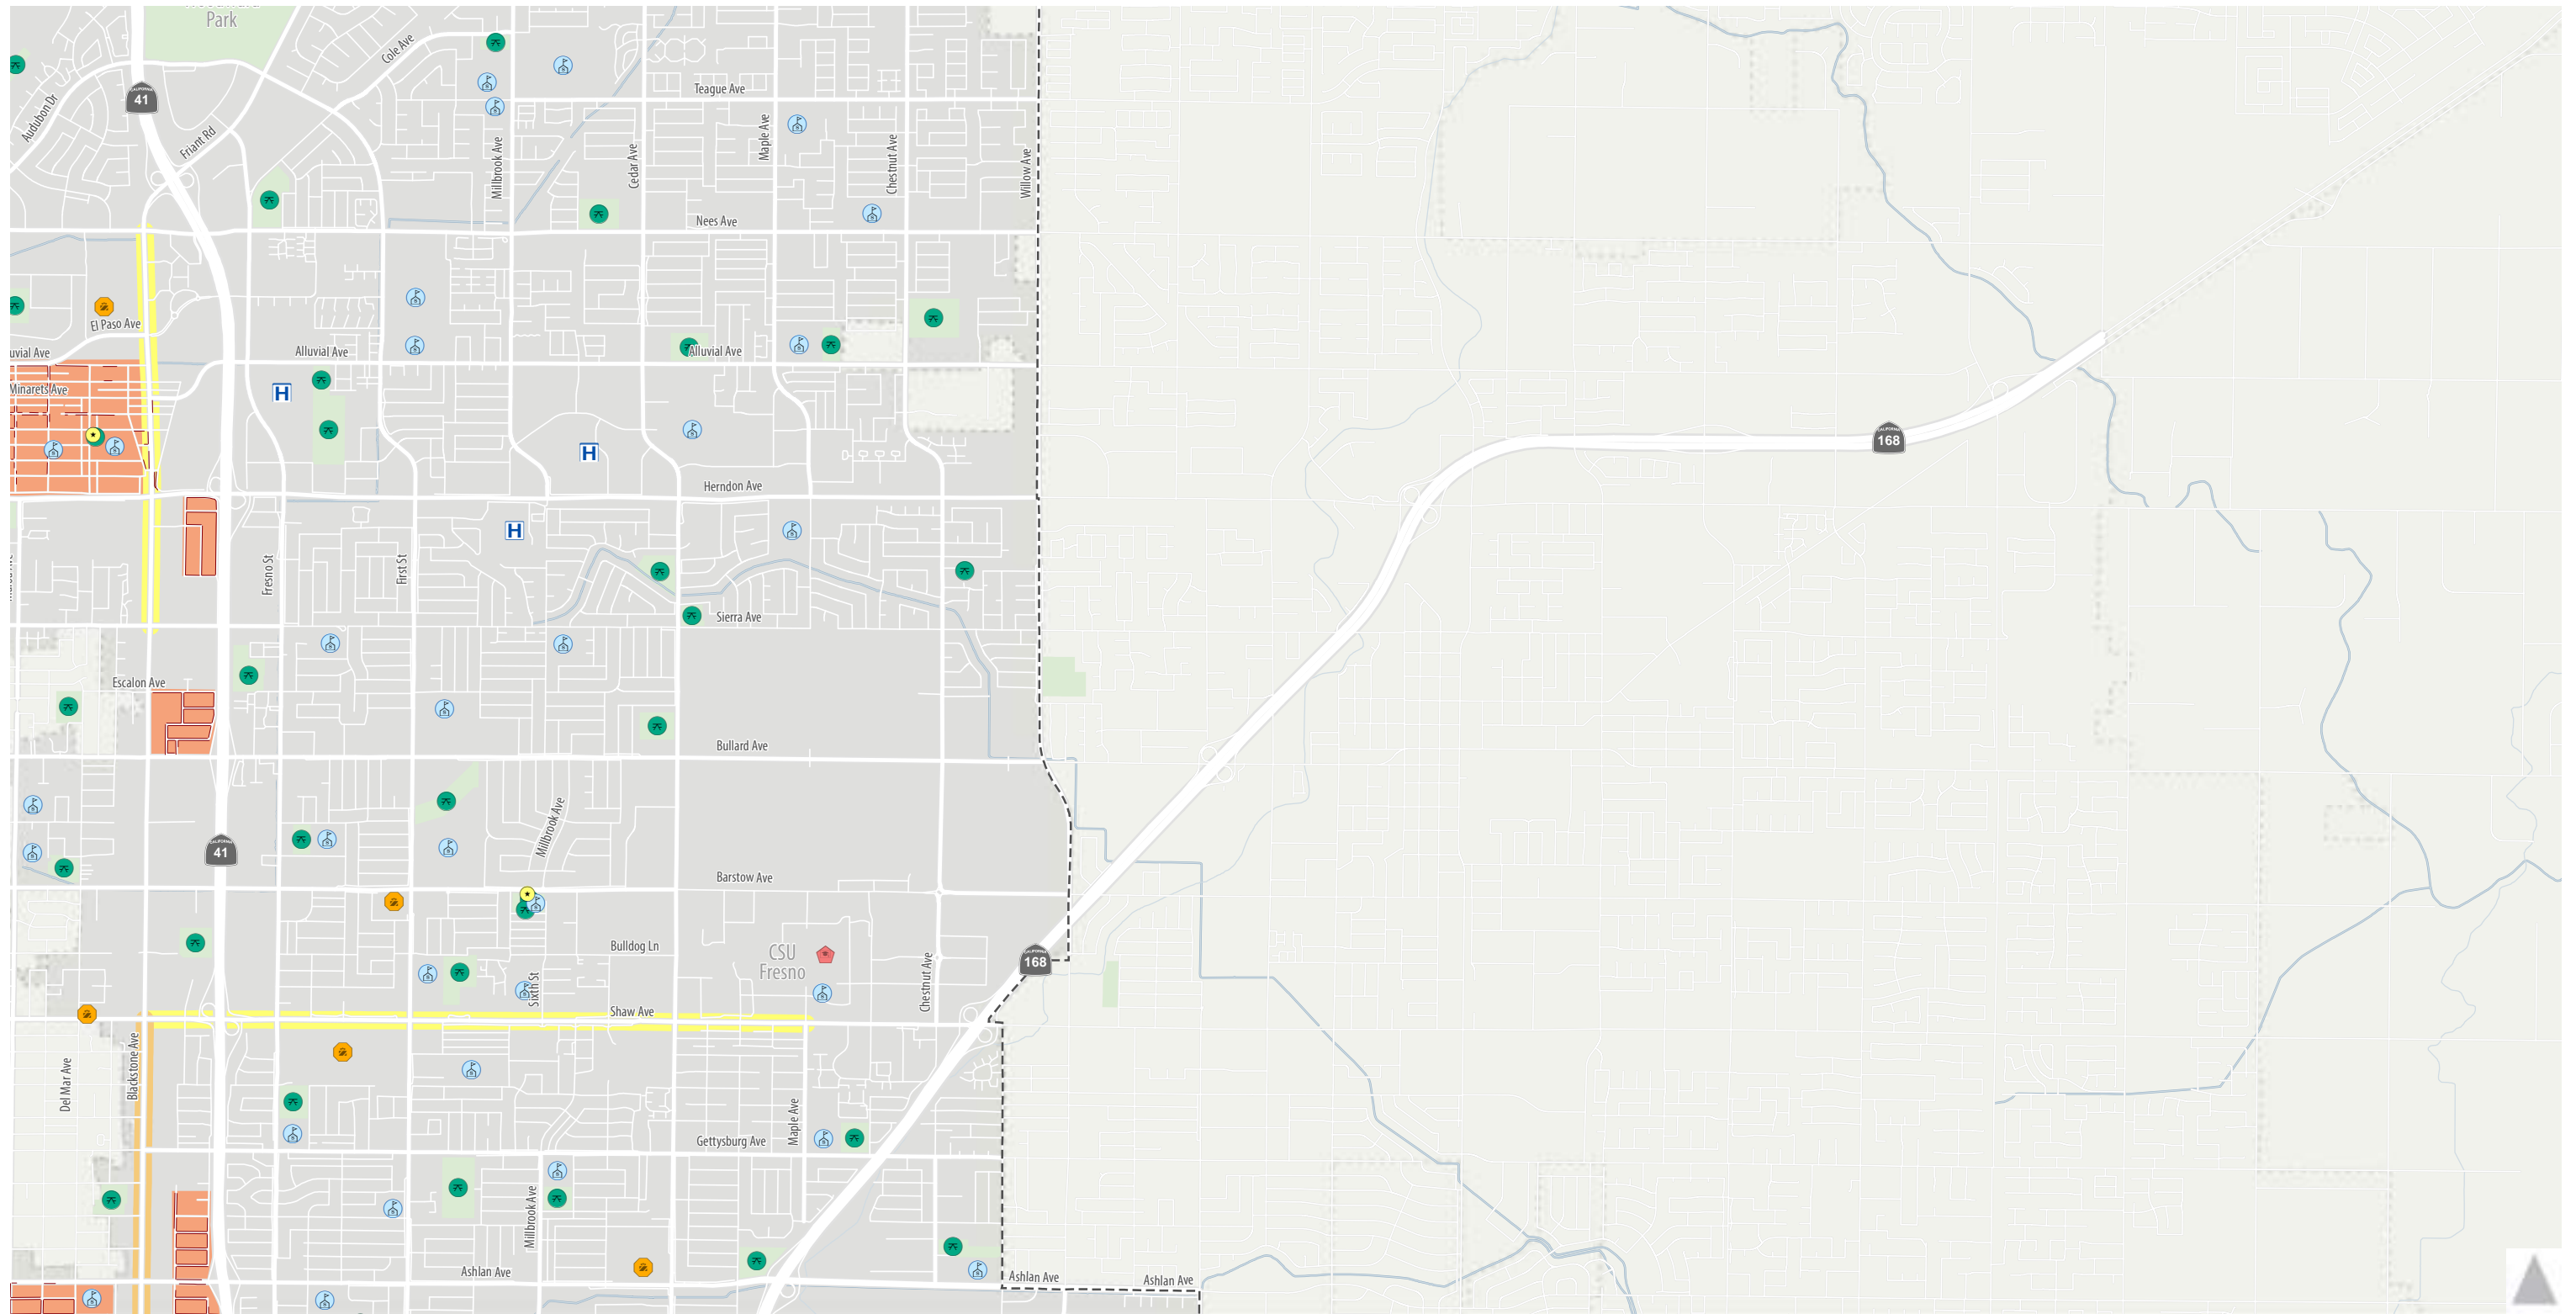 Park
Cole Ave
Audubon Dr
CALIFORNIA
41
Friant Rd
Teague Ave
Millbrook Ave
Cedar Ave
Maple Ave
Chestnut Ave
Willow Ave
Nees Ave
El Paso Ave
uvial Ave
Alluvial Ave
Alluvial Ave
Minarets Ave
H
H
CALIFORNIA
168
Herndon Ave
H
Fresno St
First St
Sierra Ave
Escalon Ave
Bullard Ave
Millbrook Ave
CALIFORNIA
41
Barstow Ave
Bulldog Ln
CSU
Fresno
Chestnut Ave
CALIFORNIA
168
Sixth St
Shaw Ave
Blackstone Ave
Del Mar Ave
Maple Ave
Gettysburg Ave
Millbrook Ave
Ashlan Ave
Ashlan Ave
Ashlan Ave